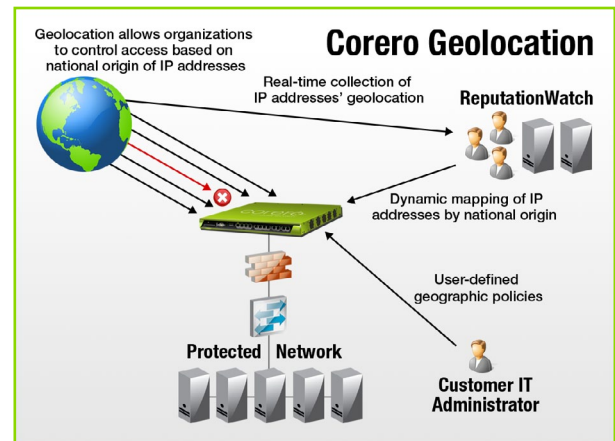 Geolocation allows organizations
to control access based on
national origin of IP addresses
Corero Geolocation
Real-time collection of
IP addresses' geolocation
ReputationWatch
Dynamic mapping of IP
addresses by national origin
corero
User-defined
geographic policies
Protected Network
Customer IT
Administrator